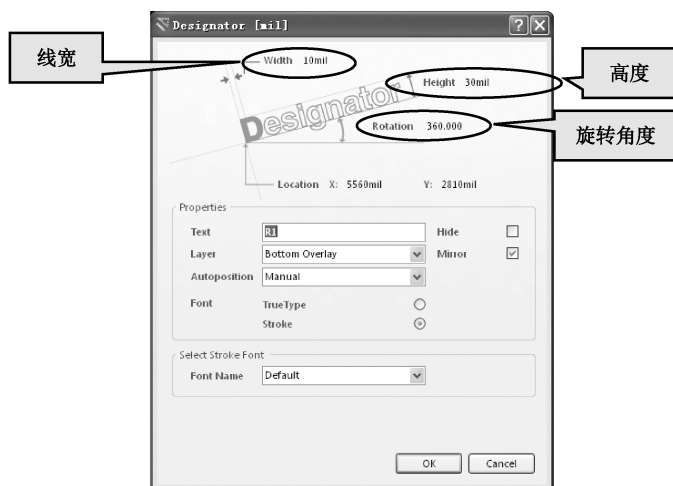 Designator [mil]
线宽
Width 10mil
高度
Height 30mil
Designator
Rotation 360.000
旋转角度
Location X: 5560mil Y: 2810mil
Properties
Text R1 Hide
Layer Bottom Overlay Mirror
Autoposition Manual
Font TrueType
Stroke
Select Stroke Font
Font Name Default
OK Cancel